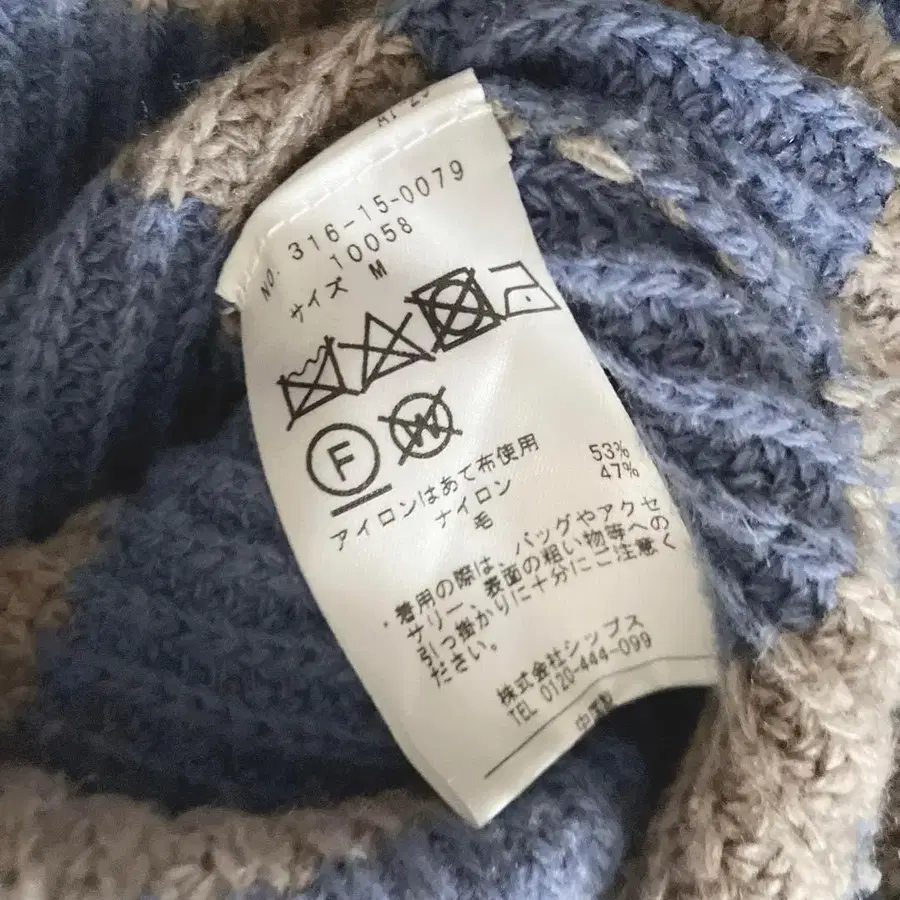 NO. 316-15-0079
10058
サイズ M
F
W
アイロンはあて布使用
ナイロン 53%
毛 47%
・着用の際は、バッグやアクセ
サリー、表面の粗い物等への
引っ掛かりに十分にご注意く
ださい。
株式会社シップス
TEL 0120-444-099
中国製